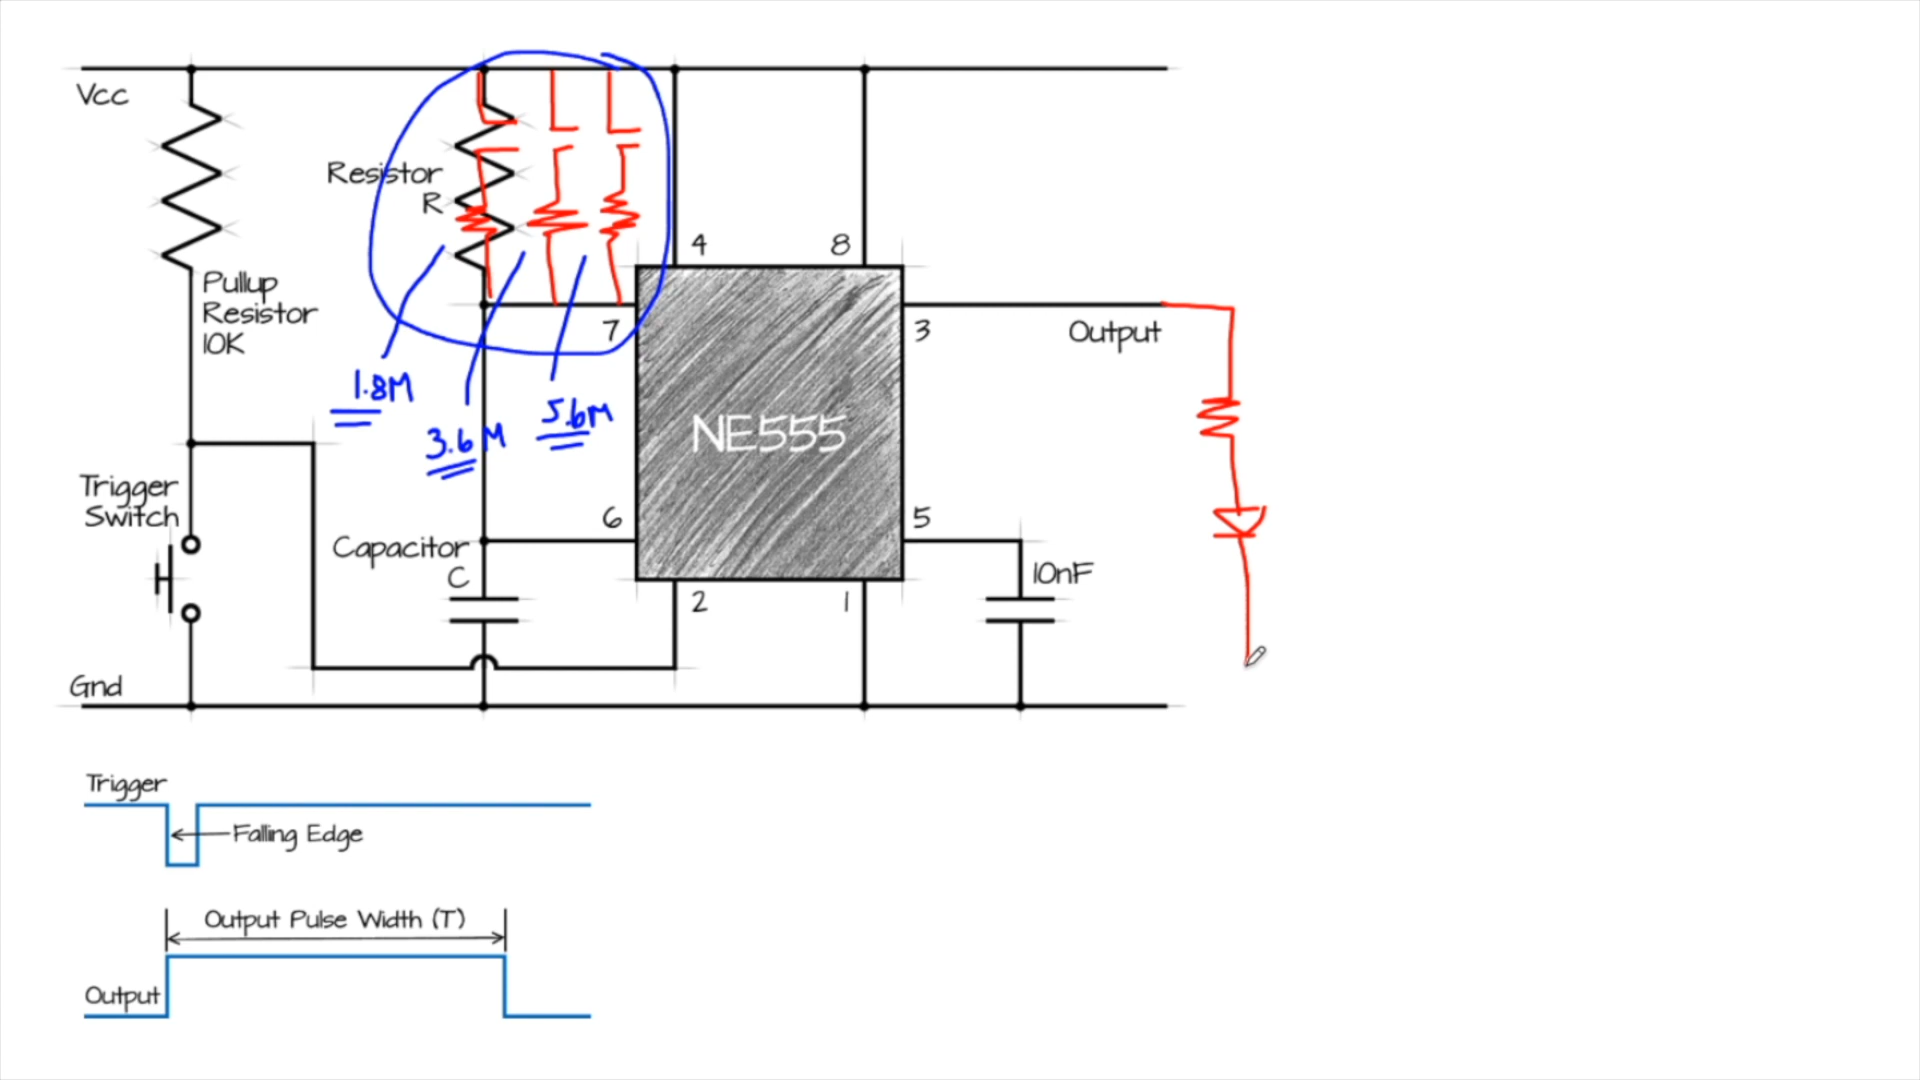 Vcc
Resistor
R
Pullup
Resistor
10K
4
8
7
3
Output
1.8M
3.6M
5.6M
NE555
Trigger
Switch
6
5
Capacitor
C
10nF
2
1
Gnd
Trigger
Falling Edge
Output Pulse Width (T)
Output